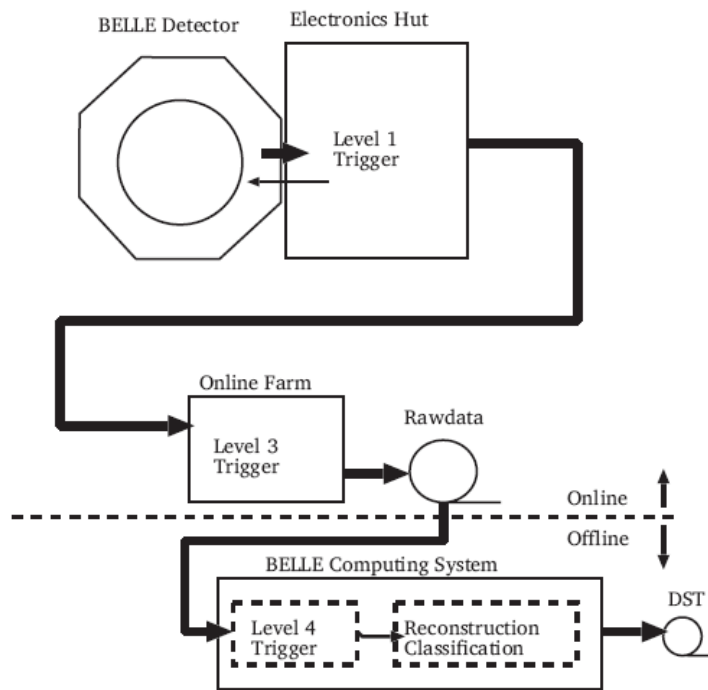 BELLE Detector
Electronics Hut
Level 1
Trigger
Online Farm
Level 3
Trigger
Rawdata
Online
Offline
BELLE Computing System
DST
Level 4
Trigger
Reconstruction
Classification